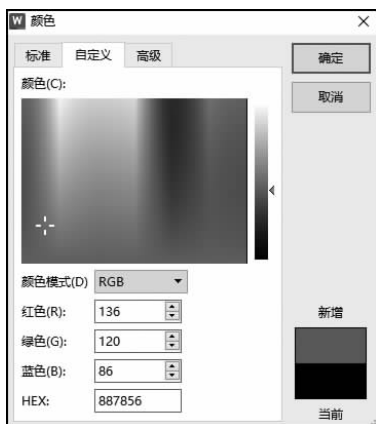 W 颜色
标准 自定义 高级
确定
取消
颜色(C):
颜色模式(D) RGB
红色(R): 136
绿色(G): 120
蓝色(B): 86
HEX: 887856
新增
当前